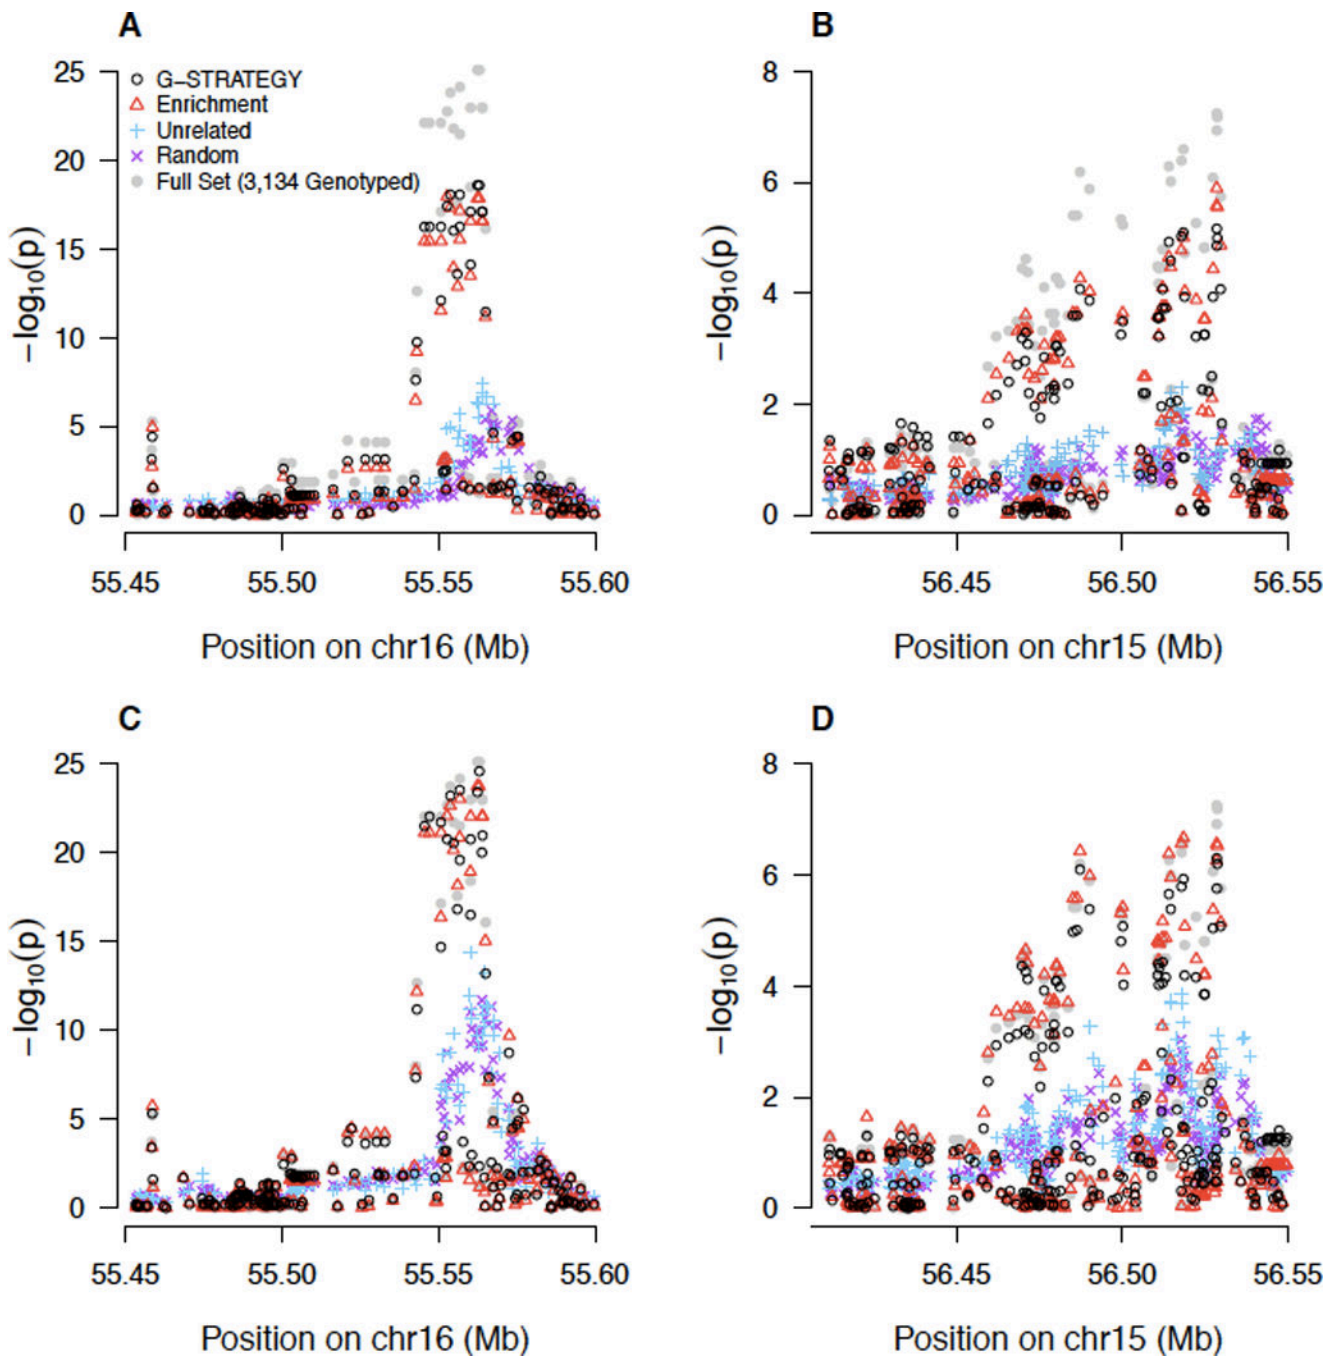 A
25
20
15
10
5
0
−log10(p)
G−STRATEGY
Enrichment
Unrelated
Random
Full Set (3,134 Genotyped)
55.45 55.50 55.55 55.60
Position on chr16 (Mb)
B
8
6
4
2
0
−log10(p)
56.45 56.50 56.55
Position on chr15 (Mb)
C
25
20
15
10
5
0
−log10(p)
55.45 55.50 55.55 55.60
Position on chr16 (Mb)
D
8
6
4
2
0
−log10(p)
56.45 56.50 56.55
Position on chr15 (Mb)